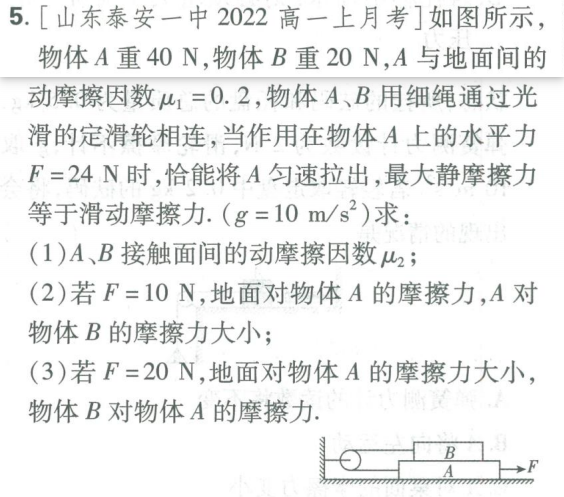 5. [山东泰安一中 2022 高一上月考]如图所示,
物体 A 重 40 N,物体 B 重 20 N,A 与地面间的
动摩擦因数 μ₁ =0.2,物体 A、B 用细绳通过光
滑的定滑轮相连,当作用在物体 A 上的水平力
F =24 N 时,恰能将 A 匀速拉出,最大静摩擦力
等于滑动摩擦力. (g =10 m/s²)求:
(1)A、B 接触面间的动摩擦因数 μ₂;
(2)若 F =10 N,地面对物体 A 的摩擦力,A 对
物体 B 的摩擦力大小;
(3)若 F =20 N,地面对物体 A 的摩擦力大小,
物体 B 对物体 A 的摩擦力.
B
A
F